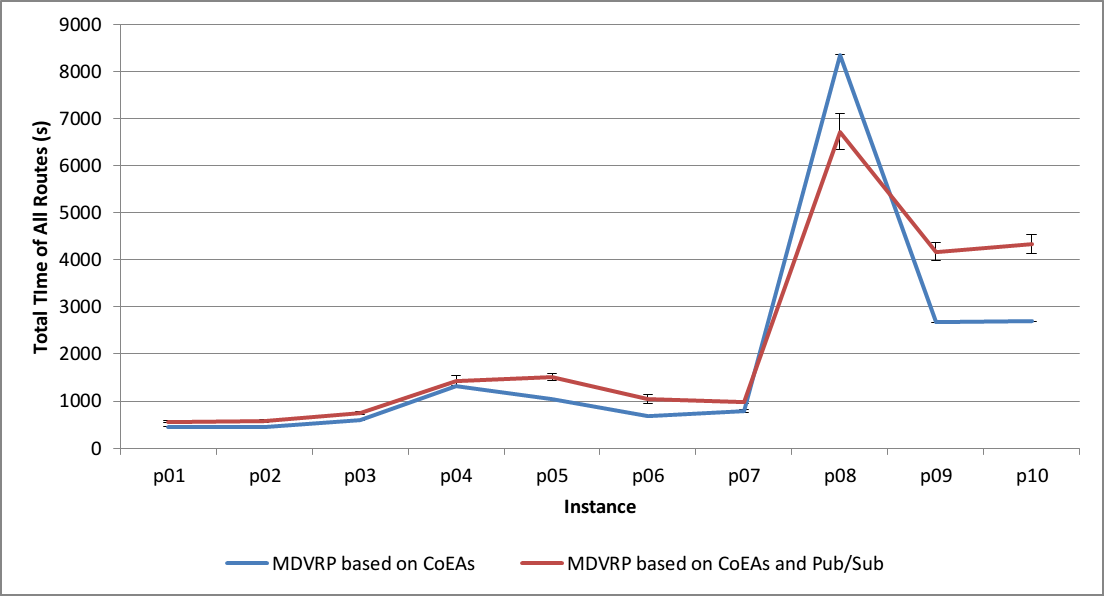 9000
8000
7000
6000
5000
4000
3000
2000
1000
0
Total TIme of All Routes (s)
p01 p02 p03 p04 p05 p06 p07 p08 p09 p10
Instance
MDVRP based on CoEAs MDVRP based on CoEAs and Pub/Sub